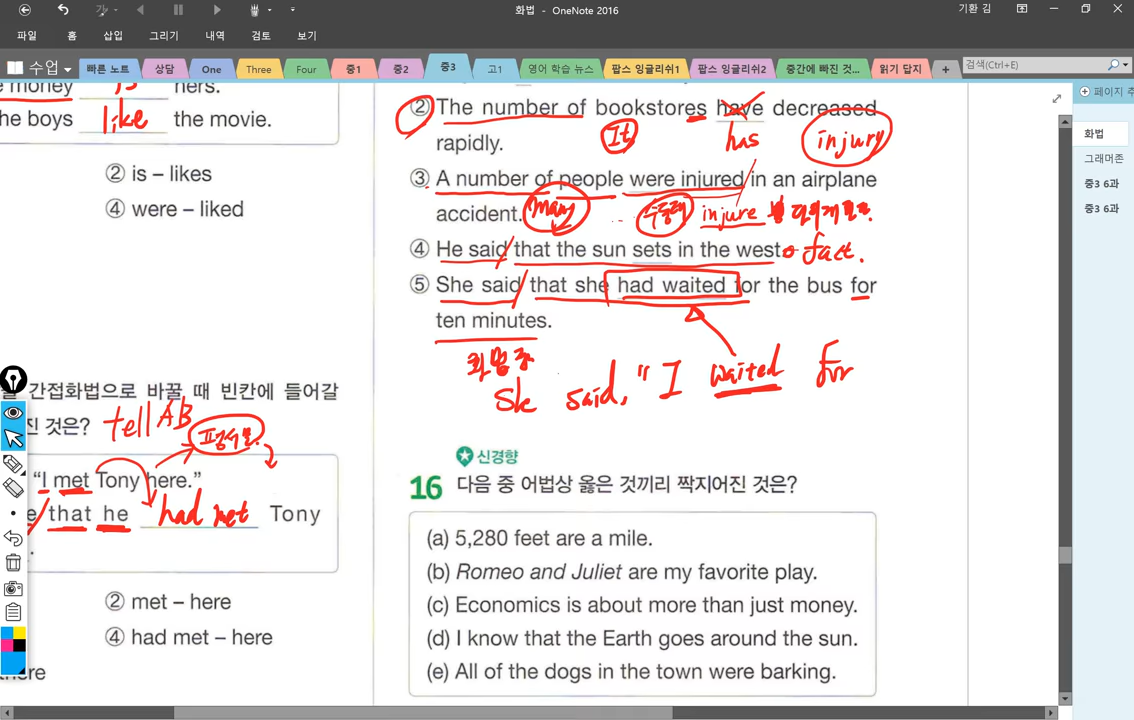 화법 - OneNote 2016
기환 김
파일 홈 삽입 그리기 내역 검토 보기
수업
빠른 노트 상담 One Three Four 중1 중2 중3 고1 영어 학습 뉴스 팝스 잉글리쉬1 팝스 잉글리쉬2 중간에 빠진 것... 읽기 답지 +
검색(Ctrl+E)
페이지 추
화법
그래머존
중3 6과
중3 6과
e money is hers.
he boys like the movie.
② is – likes
④ were – liked
간접화법으로 바꿀 때 빈칸에 들어갈
진 것은?
tell AB
“I met Tony here.”
e that he had met Tony
② met – here
④ had met – here
there
② The number of bookstores have decreased
It has injury
rapidly.
③ A number of people were injured in an airplane
accident. many 수동태 injure
④ He said that the sun sets in the west. fact.
⑤ She said that she had waited for the bus for
ten minutes.
She said, "I waited for
신경향
16 다음 중 어법상 옳은 것끼리 짝지어진 것은?
(a) 5,280 feet are a mile.
(b) Romeo and Juliet are my favorite play.
(c) Economics is about more than just money.
(d) I know that the Earth goes around the sun.
(e) All of the dogs in the town were barking.